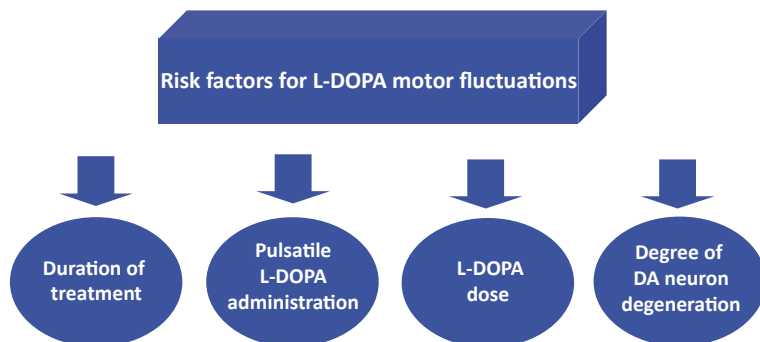 Risk factors for L-DOPA motor fluctuations
Duration of
treatment
Pulsatile
L-DOPA
administration
L-DOPA
dose
Degree of
DA neuron
degeneration